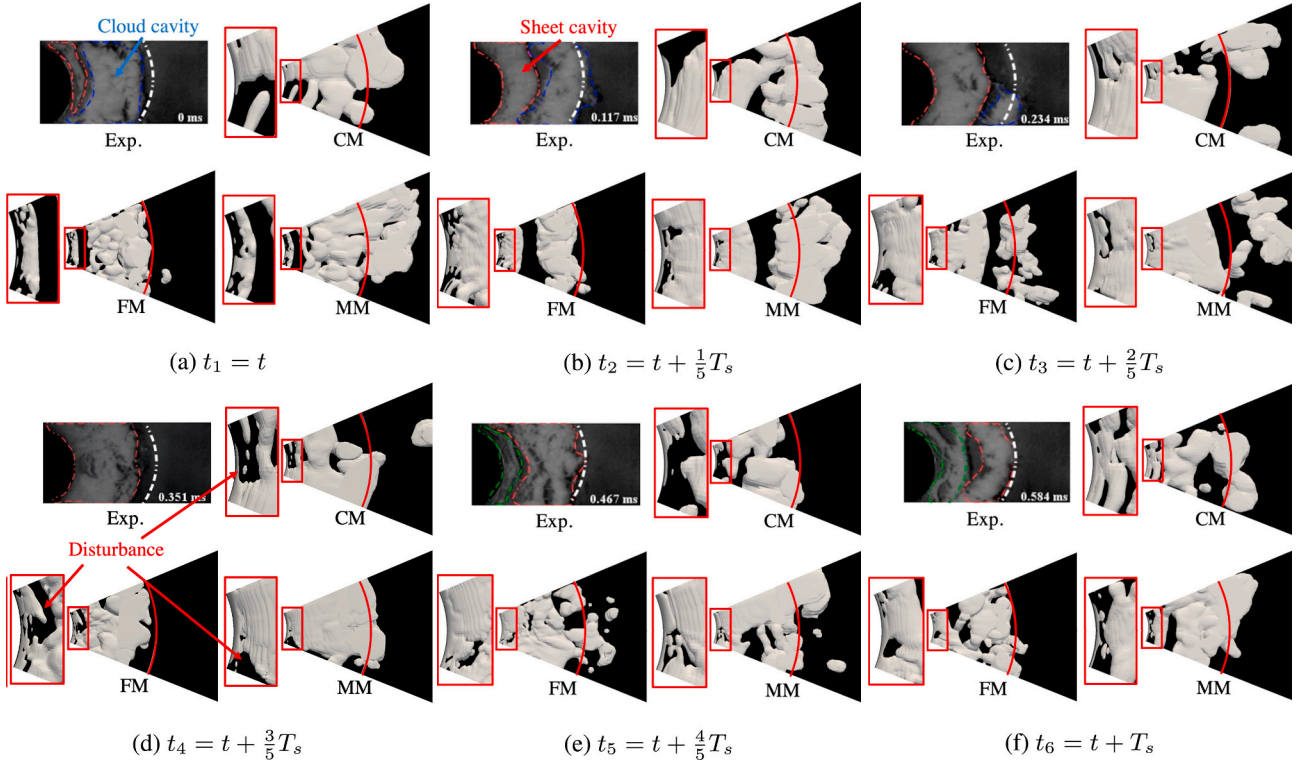 Cloud cavity
0 ms
Exp.
CM
FM
MM
(a) t₁ = t
Sheet cavity
0.117 ms
Exp.
CM
FM
MM
(b) t₂ = t + 1/5 Tₛ
0.234 ms
Exp.
CM
FM
MM
(c) t₃ = t + 2/5 Tₛ
0.351 ms
Exp.
CM
Disturbance
FM
MM
(d) t₄ = t + 3/5 Tₛ
0.467 ms
Exp.
CM
FM
MM
(e) t₅ = t + 4/5 Tₛ
0.584 ms
Exp.
CM
FM
MM
(f) t₆ = t + Tₛ